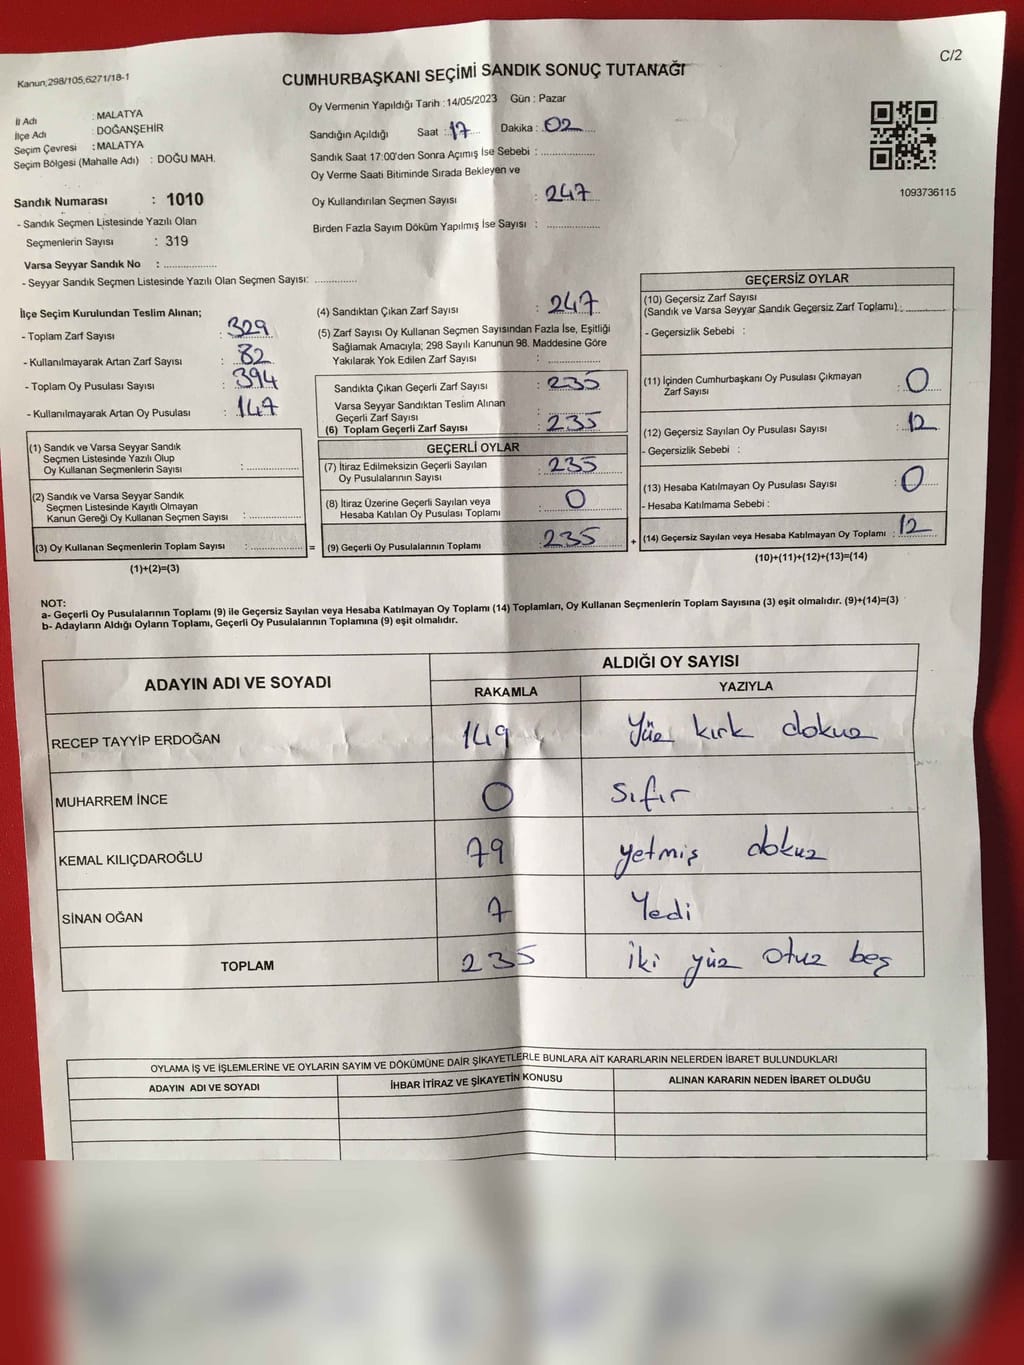 C/2
Kanun;298/105,6271/18-1
CUMHURBAŞKANI SEÇİMİ SANDIK SONUÇ TUTANAĞI
Oy Vermenin Yapıldığı Tarih : 14/05/2023 Gün : Pazar
İl Adı : MALATYA
İlçe Adı : DOĞANŞEHİR
Seçim Çevresi : MALATYA
Seçim Bölgesi (Mahalle Adı) : DOĞU MAH.
Sandığın Açıldığı Saat : 17 Dakika : 02
Sandık Saat 17:00'den Sonra Açımış İse Sebebi :
Oy Verme Saati Bitiminde Sırada Bekleyen ve
Oy Kullandırılan Seçmen Sayısı : 247
Birden Fazla Sayım Döküm Yapılmış İse Sayısı :
1093736115
Sandık Numarası : 1010
- Sandık Seçmen Listesinde Yazılı Olan
Seçmenlerin Sayısı : 319
Varsa Seyyar Sandık No :
- Seyyar Sandık Seçmen Listesinde Yazılı Olan Seçmen Sayısı:
İlçe Seçim Kurulundan Teslim Alınan;
- Toplam Zarf Sayısı : 329
- Kullanılmayarak Artan Zarf Sayısı : 82
- Toplam Oy Pusulası Sayısı : 394
- Kullanılmayarak Artan Oy Pusulası : 147
(1) Sandık ve Varsa Seyyar Sandık
Seçmen Listesinde Yazılı Olup
Oy Kullanan Seçmenlerin Sayısı :
(2) Sandık ve Varsa Seyyar Sandık
Seçmen Listesinde Kayıtlı Olmayan
Kanun Gereği Oy Kullanan Seçmen Sayısı :
(3) Oy Kullanan Seçmenlerin Toplam Sayısı : =
(1)+(2)=(3)
(4) Sandıktan Çıkan Zarf Sayısı : 247
(5) Zarf Sayısı Oy Kullanan Seçmen Sayısından Fazla İse, Eşitliği
Sağlamak Amacıyla; 298 Sayılı Kanunun 98. Maddesine Göre
Yakılarak Yok Edilen Zarf Sayısı :
Sandıkta Çıkan Geçerli Zarf Sayısı : 235
Varsa Seyyar Sandıktan Teslim Alınan
Geçerli Zarf Sayısı :
(6) Toplam Geçerli Zarf Sayısı : 235
GEÇERLİ OYLAR
(7) İtiraz Edilmeksizin Geçerli Sayılan
Oy Pusulalarının Sayısı : 235
(8) İtiraz Üzerine Geçerli Sayılan veya
Hesaba Katılan Oy Pusulası Toplamı : 0
(9) Geçerli Oy Pusulalarının Toplamı : 235 +
GEÇERSİZ OYLAR
(10) Geçersiz Zarf Sayısı
(Sandık ve Varsa Seyyar Sandık Geçersiz Zarf Toplamı) :
- Geçersizlik Sebebi :
(11) İçinden Cumhurbaşkanı Oy Pusulası Çıkmayan
Zarf Sayısı : 0
(12) Geçersiz Sayılan Oy Pusulası Sayısı : 12
- Geçersizlik Sebebi :
(13) Hesaba Katılmayan Oy Pusulası Sayısı : 0
- Hesaba Katılmama Sebebi :
(14) Geçersiz Sayılan veya Hesaba Katılmayan Oy Toplamı : 12
(10)+(11)+(12)+(13)=(14)
NOT:
a- Geçerli Oy Pusulalarının Toplamı (9) ile Geçersiz Sayılan veya Hesaba Katılmayan Oy Toplamı (14) Toplamları, Oy Kullanan Seçmenlerin Toplam Sayısına (3) eşit olmalıdır. (9)+(14)=(3)
b- Adayların Aldığı Oyların Toplamı, Geçerli Oy Pusulalarının Toplamına (9) eşit olmalıdır.
ADAYIN ADI VE SOYADI ALDIĞI OY SAYISI
RAKAMLA YAZIYLA
RECEP TAYYİP ERDOĞAN 149 Yüz kırk dokuz
MUHARREM İNCE 0 Sıfır
KEMAL KILIÇDAROĞLU 79 yetmiş dokuz
SİNAN OĞAN 7 Yedi
TOPLAM 235 iki yüz otuz beş
OYLAMA İŞ VE İŞLEMLERİNE VE OYLARIN SAYIM VE DÖKÜMÜNE DAİR ŞİKAYETLERLE BUNLARA AİT KARARLARIN NELERDEN İBARET BULUNDUKLARI
ADAYIN ADI VE SOYADI İHBAR İTİRAZ VE ŞİKAYETİN KONUSU ALINAN KARARIN NEDEN İBARET OLDUĞU